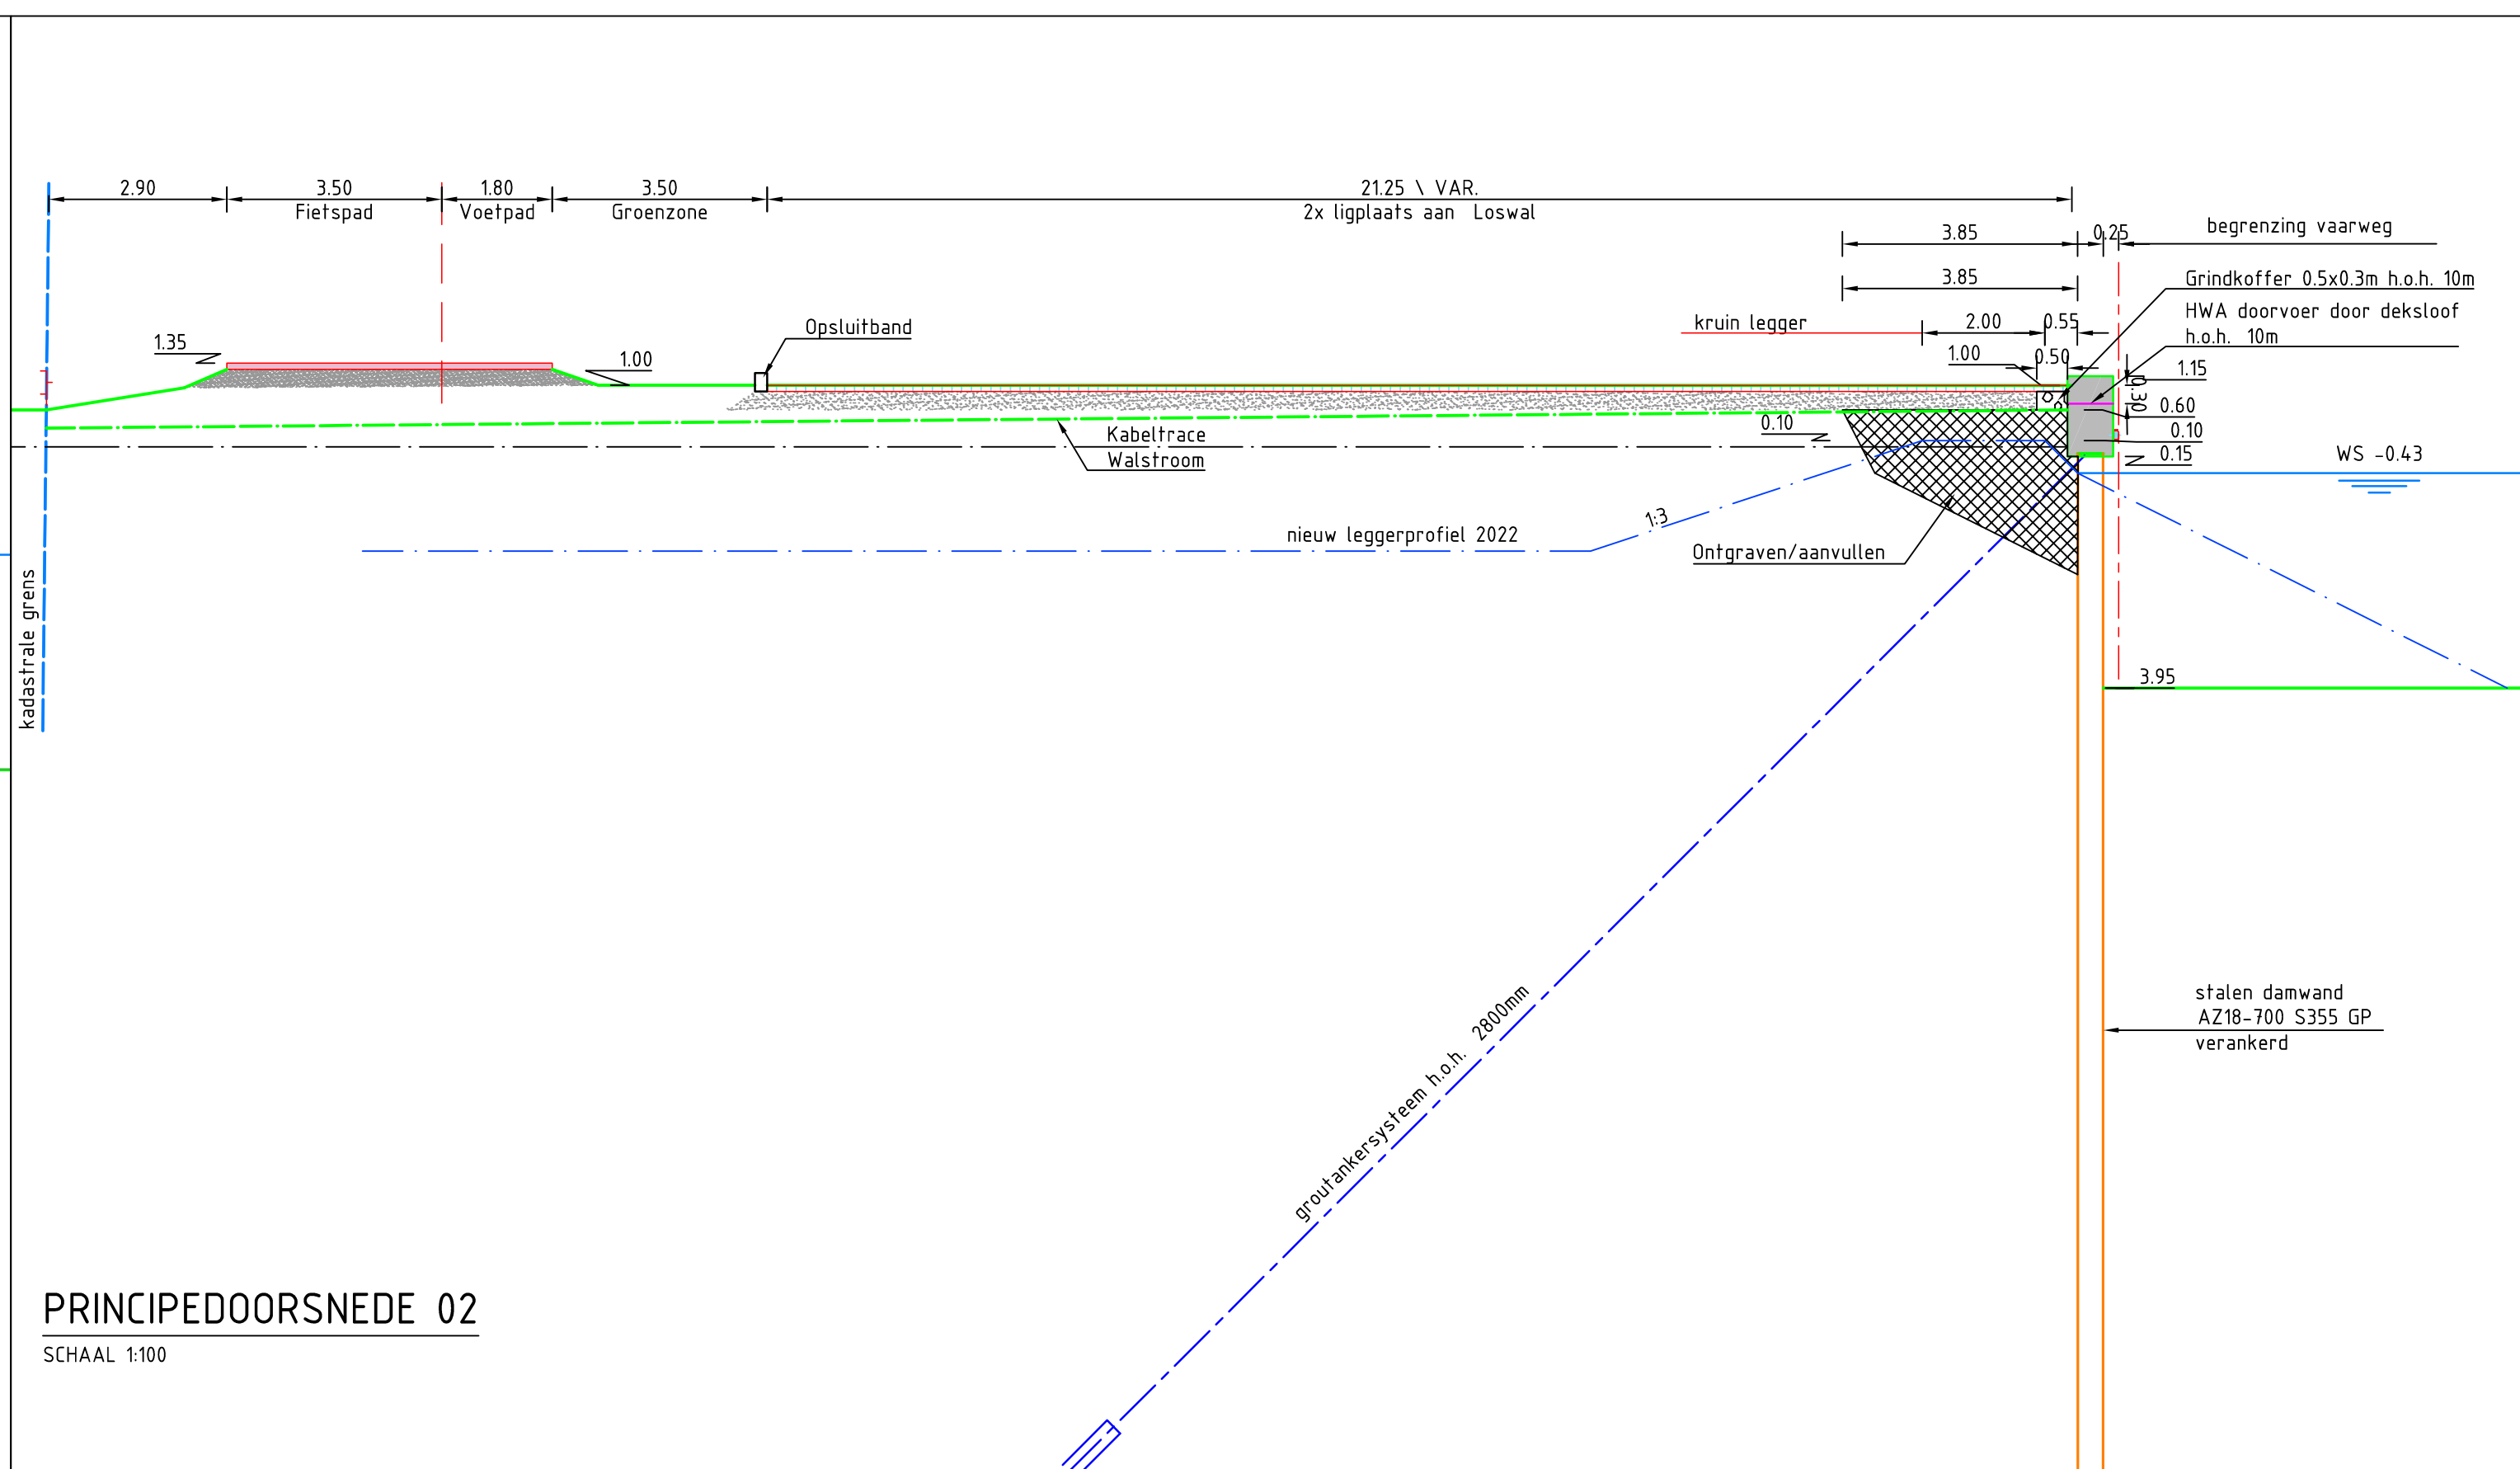 2.90
3.50
1.80
3.50
21.25 \ VAR.
Fietspad
Voetpad
Groenzone
2x ligplaats aan Loswal
3.85
0.25
begrenzing vaarweg
3.85
Grindkoffer 0.5x0.3m h.o.h. 10m
HWA doorvoer door deksloof
h.o.h. 10m
kruin legger
2.00
0.55
Opsluitband
1.35
1.00
1.00
0.50
1.15
0.30
0.60
0.10
0.10
0.15
Kabeltrace
Walstroom
WS -0.43
1:3
nieuw leggerprofiel 2022
Ontgraven/aanvullen
kadastrale grens
3.95
stalen damwand
AZ18-700 S355 GP
verankerd
groutankersysteem h.o.h. 2800mm
PRINCIPEDOORSNEDE 02
SCHAAL 1:100